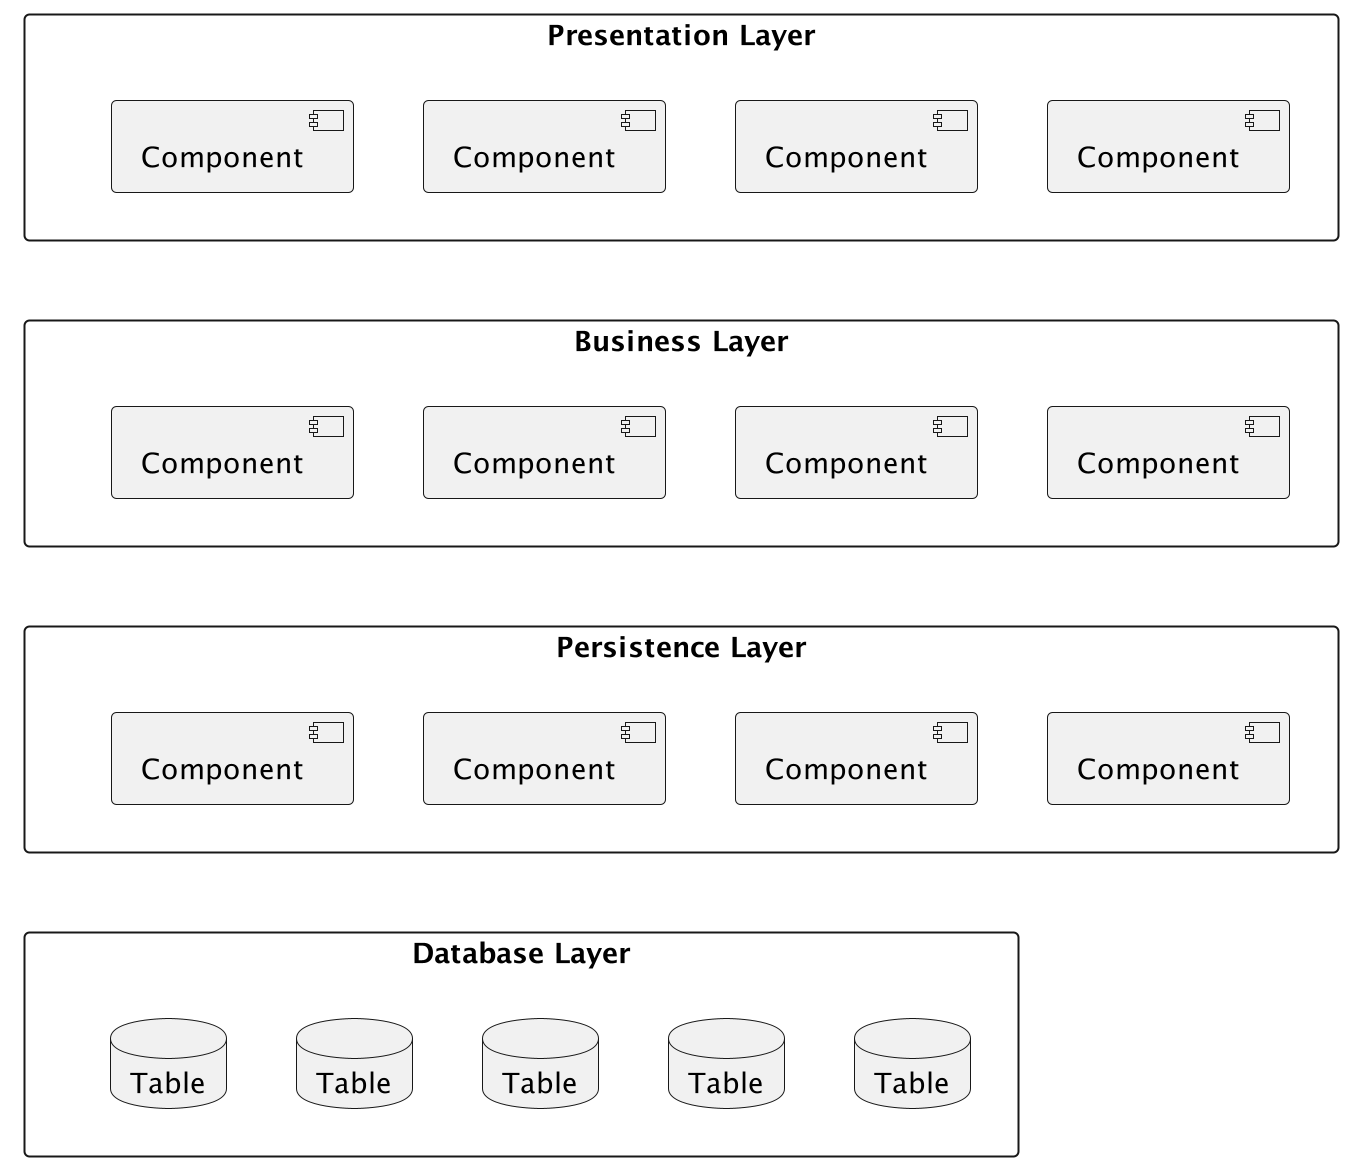 Presentation Layer
Component Component Component Component
Business Layer
Component Component Component Component
Persistence Layer
Component Component Component Component
Database Layer
Table Table Table Table Table